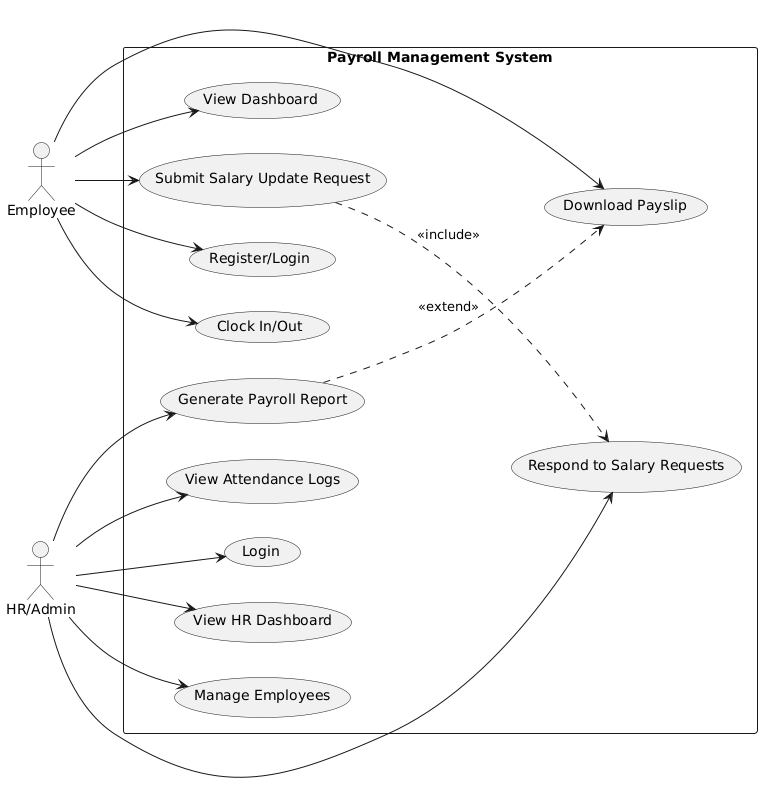 Payroll Management System
View Dashboard
Submit Salary Update Request
Download Payslip
Employee
«include»
Register/Login
«extend»
Clock In/Out
Generate Payroll Report
Respond to Salary Requests
View Attendance Logs
Login
HR/Admin
View HR Dashboard
Manage Employees